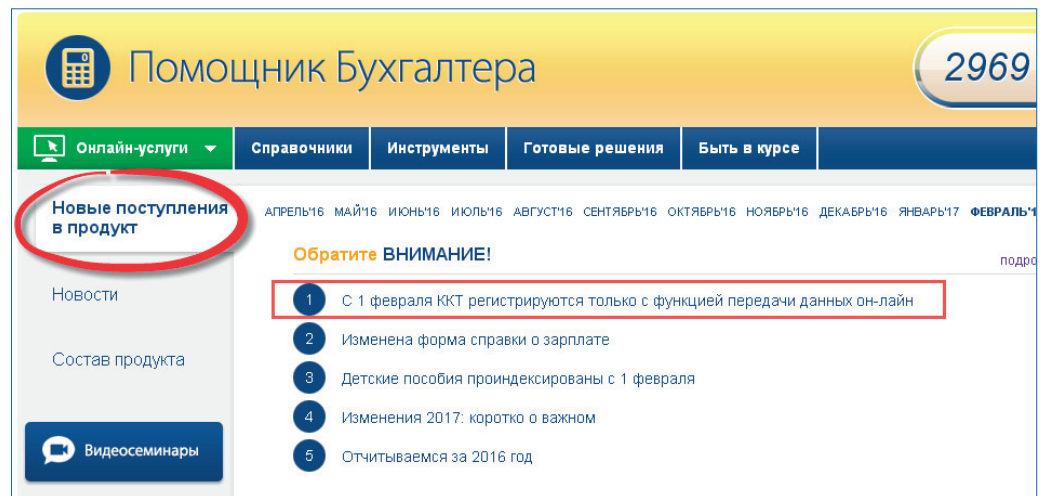 Помощник Бухгалтера
2969
Онлайн-услуги
Справочники
Инструменты
Готовые решения
Быть в курсе
Новые поступления
в продукт
АПРЕЛЬ'16 МАЙ'16 ИЮНЬ'16 ИЮЛЬ'16 АВГУСТ'16 СЕНТЯБРЬ'16 ОКТЯБРЬ'16 НОЯБРЬ'16 ДЕКАБРЬ'16 ЯНВАРЬ'17 ФЕВРАЛЬ'1
Обратите ВНИМАНИЕ!
подро
1 С 1 февраля ККТ регистрируются только с функцией передачи данных он-лайн
Новости
2 Изменена форма справки о зарплате
Состав продукта
3 Детские пособия проиндексированы с 1 февраля
4 Изменения 2017: коротко о важном
Видеосеминары
5 Отчитываемся за 2016 год